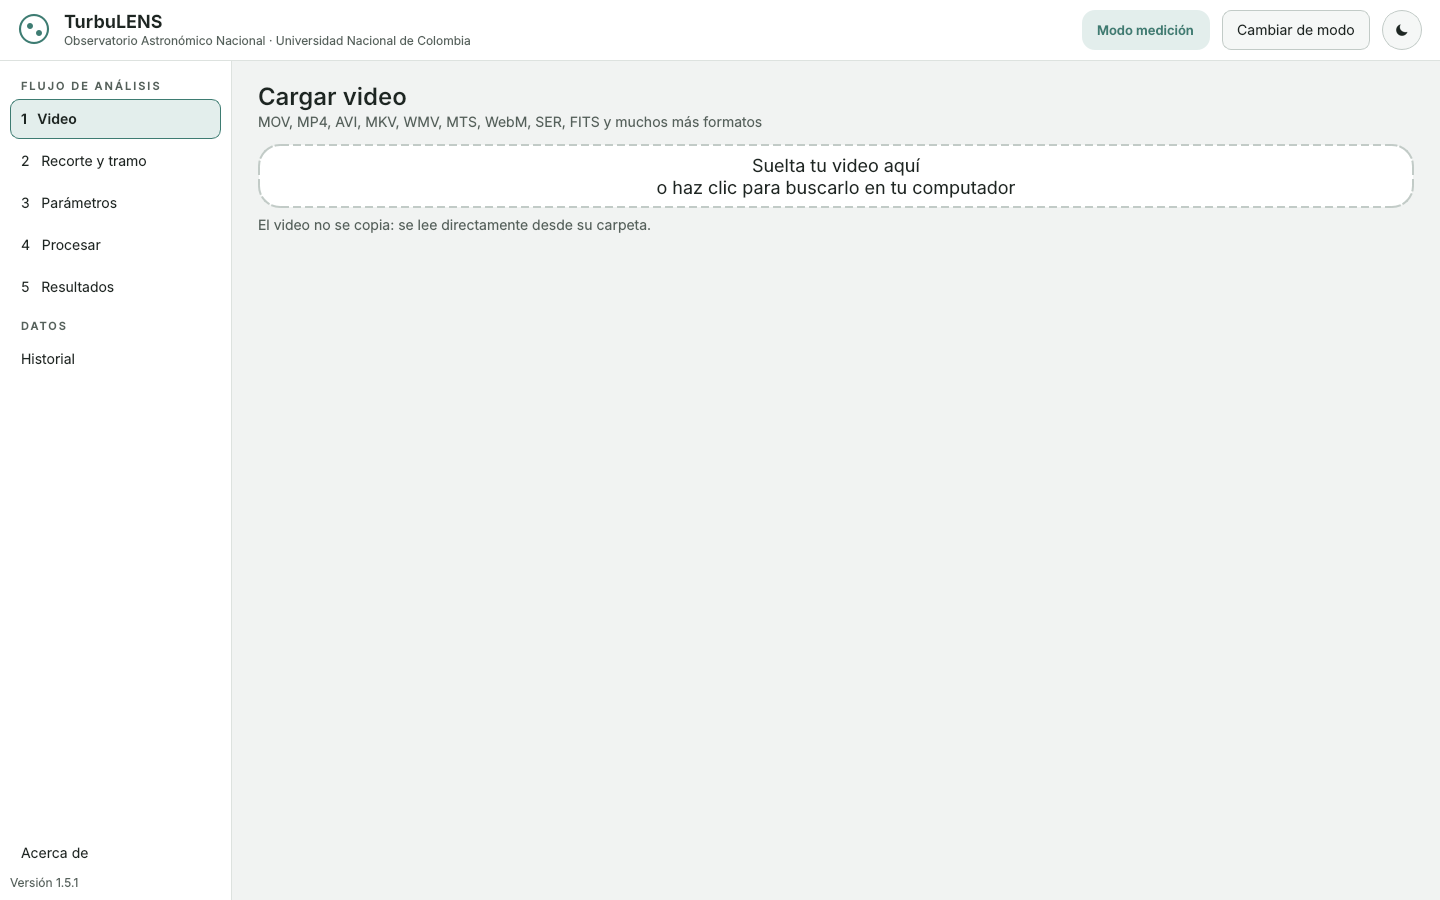 TurbuLENS
Observatorio Astronómico Nacional · Universidad Nacional de Colombia
Modo medición
Cambiar de modo
FLUJO DE ANÁLISIS
1 Video
2 Recorte y tramo
3 Parámetros
4 Procesar
5 Resultados
DATOS
Historial
Acerca de
Versión 1.5.1
Cargar video
MOV, MP4, AVI, MKV, WMV, MTS, WebM, SER, FITS y muchos más formatos
Suelta tu video aquí
o haz clic para buscarlo en tu computador
El video no se copia: se lee directamente desde su carpeta.